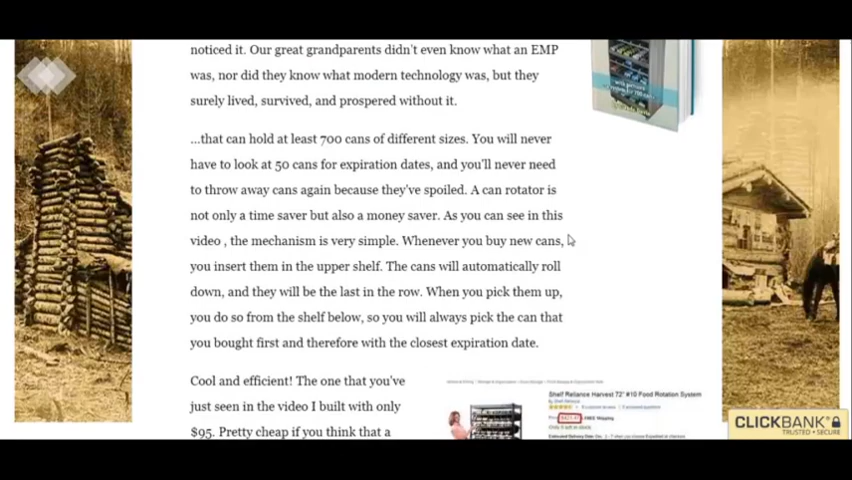 noticed it. Our great grandparents didn't even know what an EMP
was, nor did they know what modern technology was, but they
surely lived, survived, and prospered without it.
...that can hold at least 700 cans of different sizes. You will never
have to look at 50 cans for expiration dates, and you'll never need
to throw away cans again because they've spoiled. A can rotator is
not only a time saver but also a money saver. As you can see in this
video , the mechanism is very simple. Whenever you buy new cans,
you insert them in the upper shelf. The cans will automatically roll
down, and they will be the last in the row. When you pick them up,
you do so from the shelf below, so you will always pick the can that
you bought first and therefore with the closest expiration date.
Cool and efficient! The one that you've
just seen in the video I built with only
$95. Pretty cheap if you think that a
Shelf Reliance Harvest 72" #10 Food Rotation System
FREE Shipping
CLICKBANK
TRUSTED • SECURE